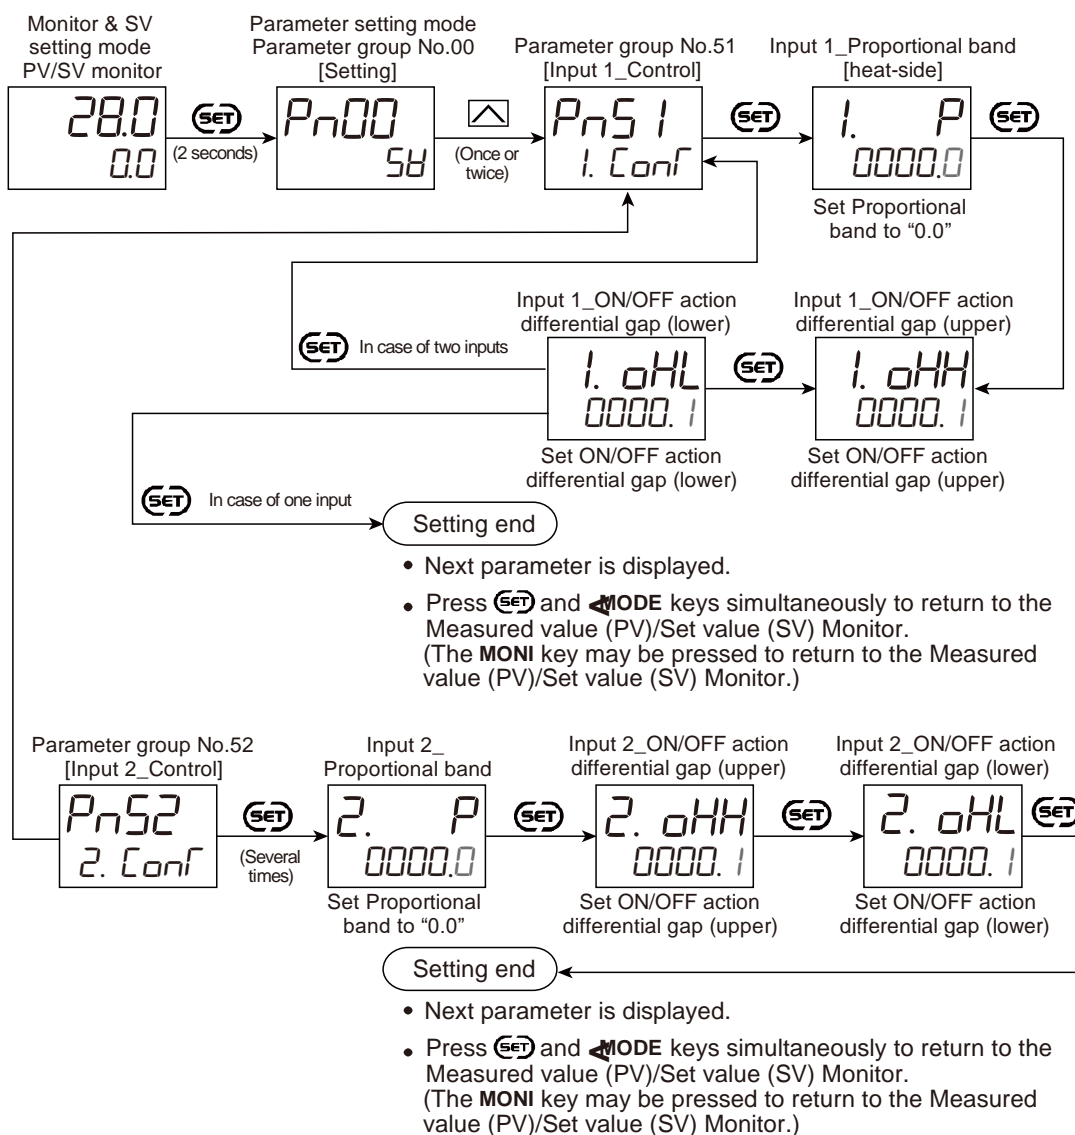 Monitor & SV
setting mode
PV/SV monitor
28.0
0.0
SET
(2 seconds)
Parameter setting mode
Parameter group No.00
[Setting]
Pn00
SV
(Once or
twice)
Parameter group No.51
[Input 1_Control]
Pn51
1. ConT
SET
Input 1_Proportional band
[heat-side]
1. P
0000.0
SET
Set Proportional
band to “0.0”
Input 1_ON/OFF action
differential gap (lower)
1. oHL
0000.1
Set ON/OFF action
differential gap (lower)
SET
Input 1_ON/OFF action
differential gap (upper)
1. oHH
0000.1
Set ON/OFF action
differential gap (upper)
SET In case of two inputs
SET In case of one input
Setting end
• Next parameter is displayed.
• Press SET and <MODE keys simultaneously to return to the
Measured value (PV)/Set value (SV) Monitor.
(The MONI key may be pressed to return to the Measured
value (PV)/Set value (SV) Monitor.)
Parameter group No.52
[Input 2_Control]
Pn52
2. ConT
SET
(Several
times)
Input 2_
Proportional band
2. P
0000.0
Set Proportional
band to “0.0”
SET
Input 2_ON/OFF action
differential gap (upper)
2. oHH
0000.1
Set ON/OFF action
differential gap (upper)
SET
Input 2_ON/OFF action
differential gap (lower)
2. oHL
0000.1
Set ON/OFF action
differential gap (lower)
SET
Setting end
• Next parameter is displayed.
• Press SET and <MODE keys simultaneously to return to the
Measured value (PV)/Set value (SV) Monitor.
(The MONI key may be pressed to return to the Measured
value (PV)/Set value (SV) Monitor.)